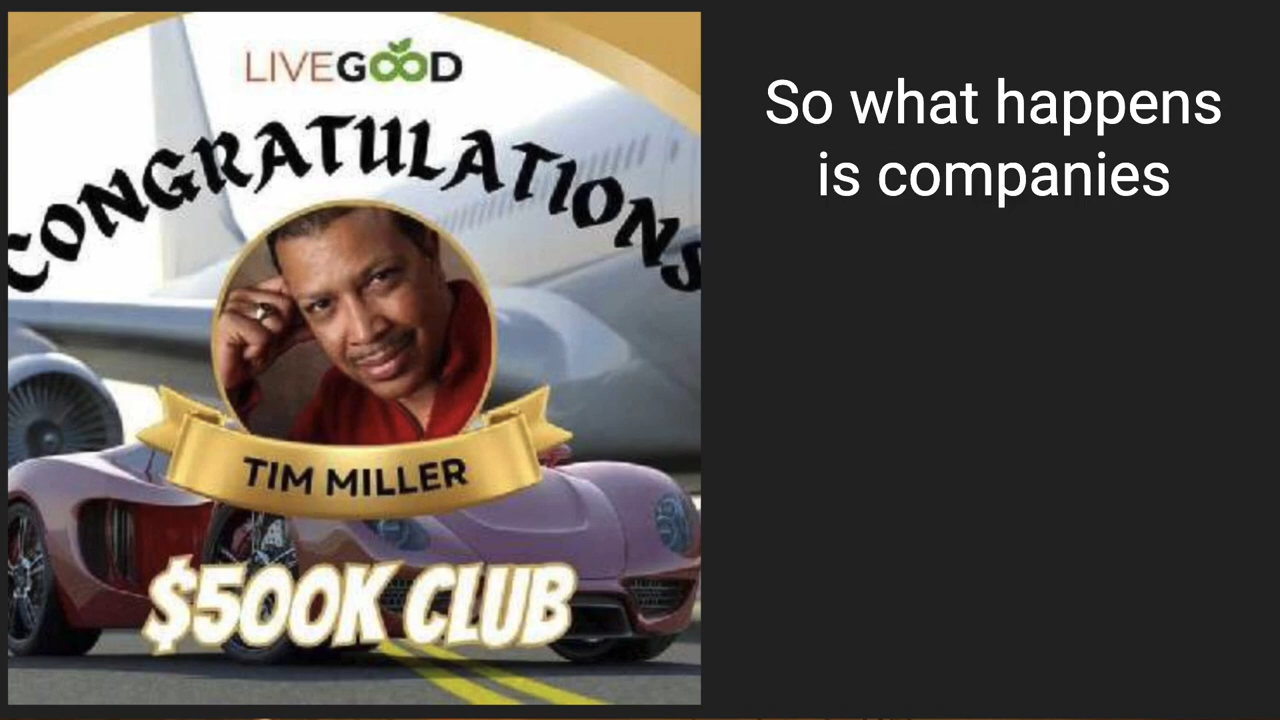 LIVEGOOD
CONGRATULATIONS
TIM MILLER
$500K CLUB
So what happens
is companies